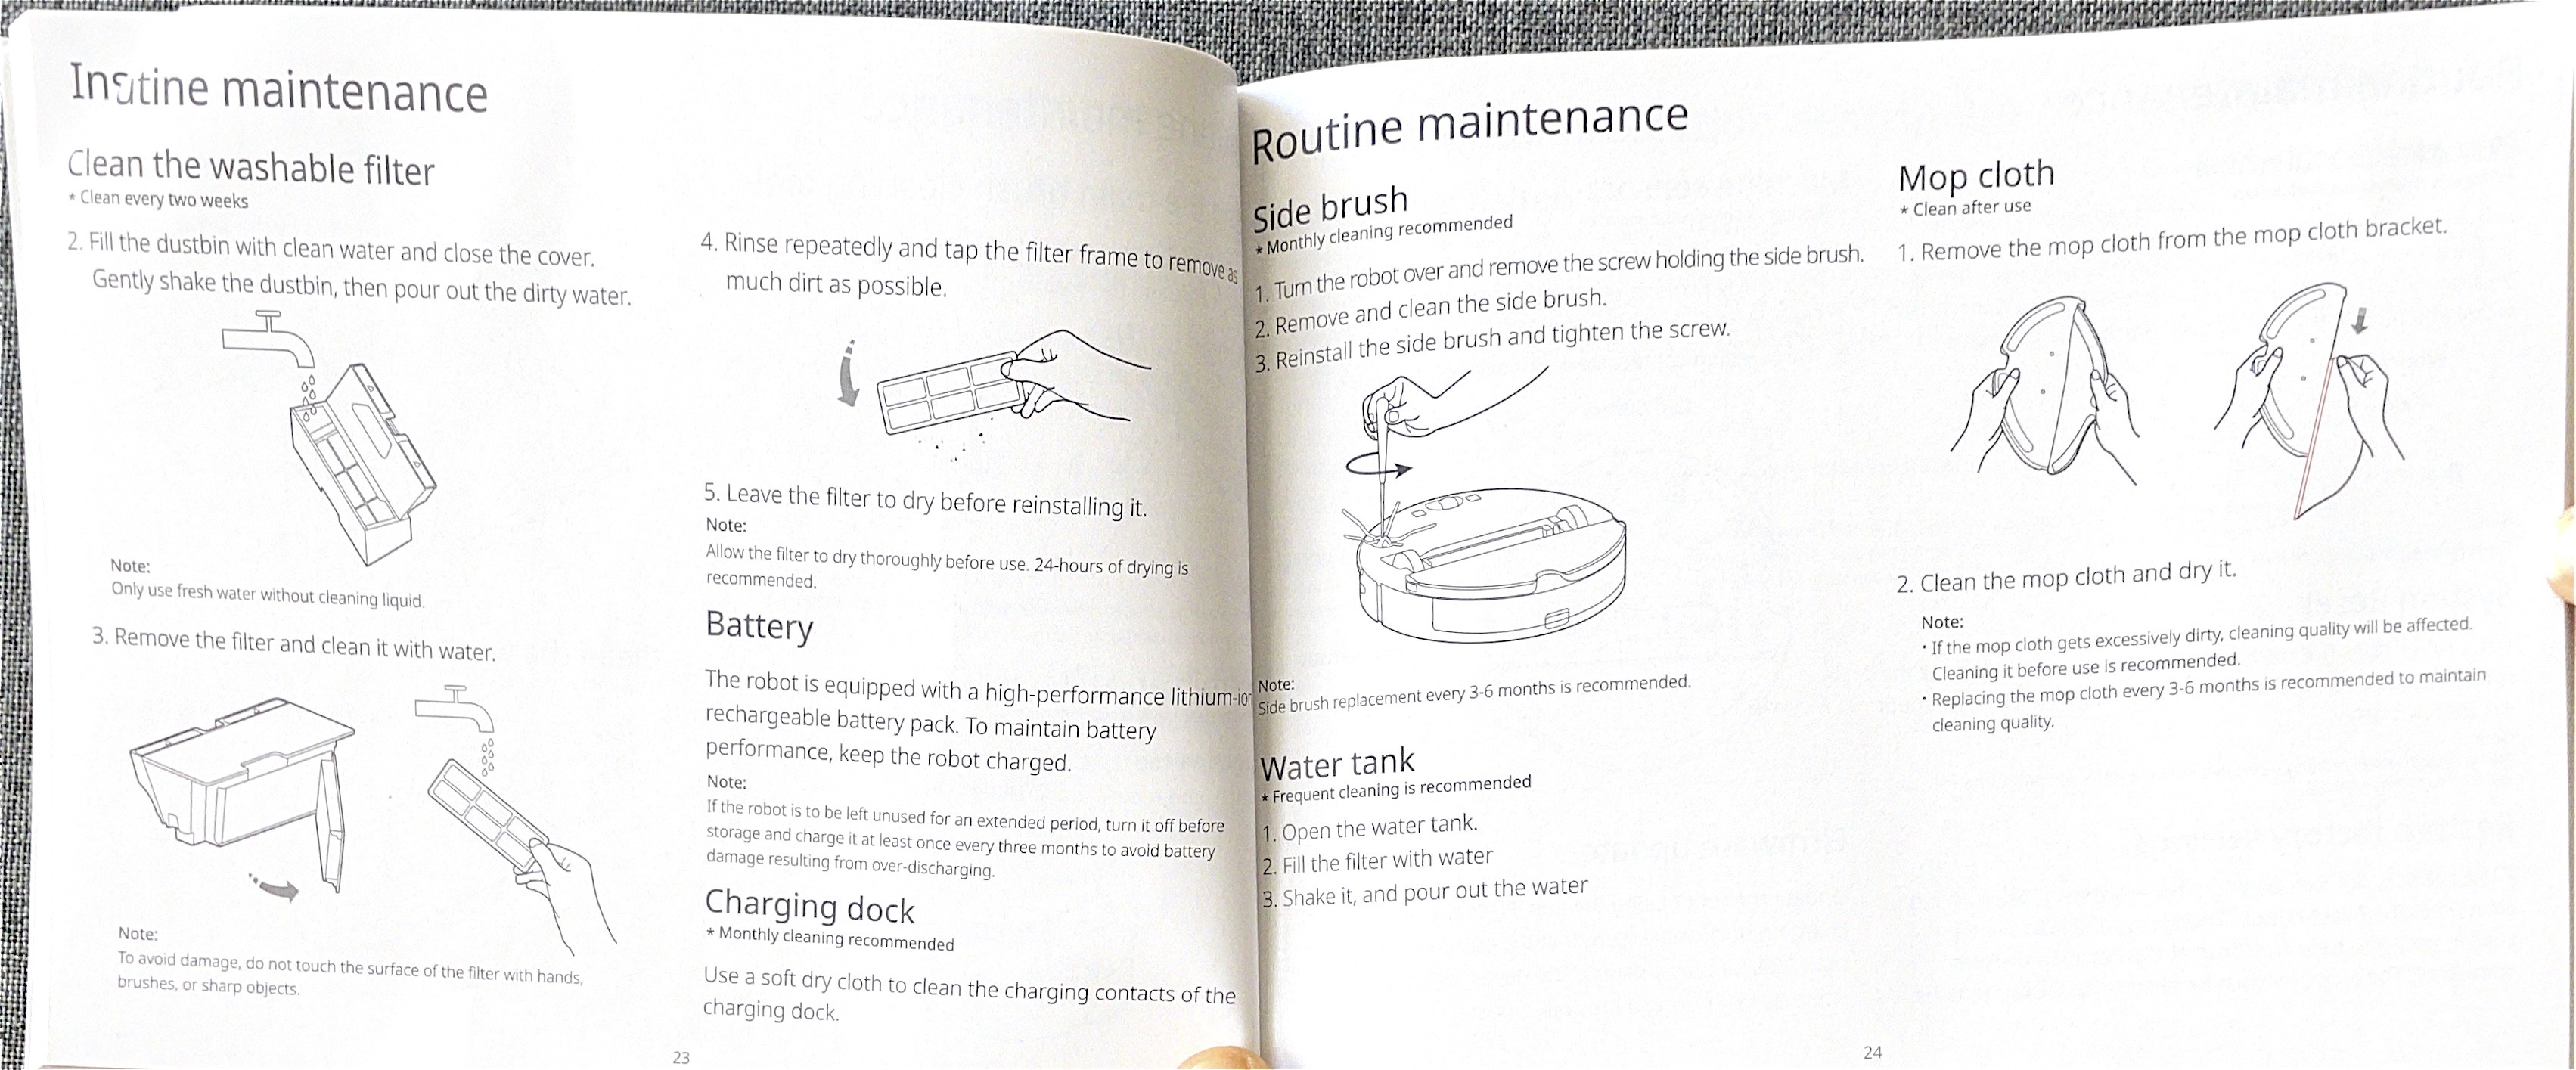 Insutine maintenance
Clean the washable filter
* Clean every two weeks
2. Fill the dustbin with clean water and close the cover.
Gently shake the dustbin, then pour out the dirty water.
Note:
Only use fresh water without cleaning liquid.
3. Remove the filter and clean it with water.
Note:
To avoid damage, do not touch the surface of the filter with hands,
brushes, or sharp objects.
4. Rinse repeatedly and tap the filter frame to remove as
much dirt as possible.
5. Leave the filter to dry before reinstalling it.
Note:
Allow the filter to dry thoroughly before use. 24-hours of drying is
recommended.
Battery
The robot is equipped with a high-performance lithium-ion
rechargeable battery pack. To maintain battery
performance, keep the robot charged.
Note:
If the robot is to be left unused for an extended period, turn it off before
storage and charge it at least once every three months to avoid battery
damage resulting from over-discharging.
Charging dock
* Monthly cleaning recommended
Use a soft dry cloth to clean the charging contacts of the
charging dock.
23
Routine maintenance
Side brush
* Monthly cleaning recommended
1. Turn the robot over and remove the screw holding the side brush.
2. Remove and clean the side brush.
3. Reinstall the side brush and tighten the screw.
Note:
Side brush replacement every 3-6 months is recommended.
Water tank
* Frequent cleaning is recommended
1. Open the water tank.
2. Fill the filter with water
3. Shake it, and pour out the water
Mop cloth
* Clean after use
1. Remove the mop cloth from the mop cloth bracket.
2. Clean the mop cloth and dry it.
Note:
• If the mop cloth gets excessively dirty, cleaning quality will be affected.
Cleaning it before use is recommended.
• Replacing the mop cloth every 3-6 months is recommended to maintain
cleaning quality.
24